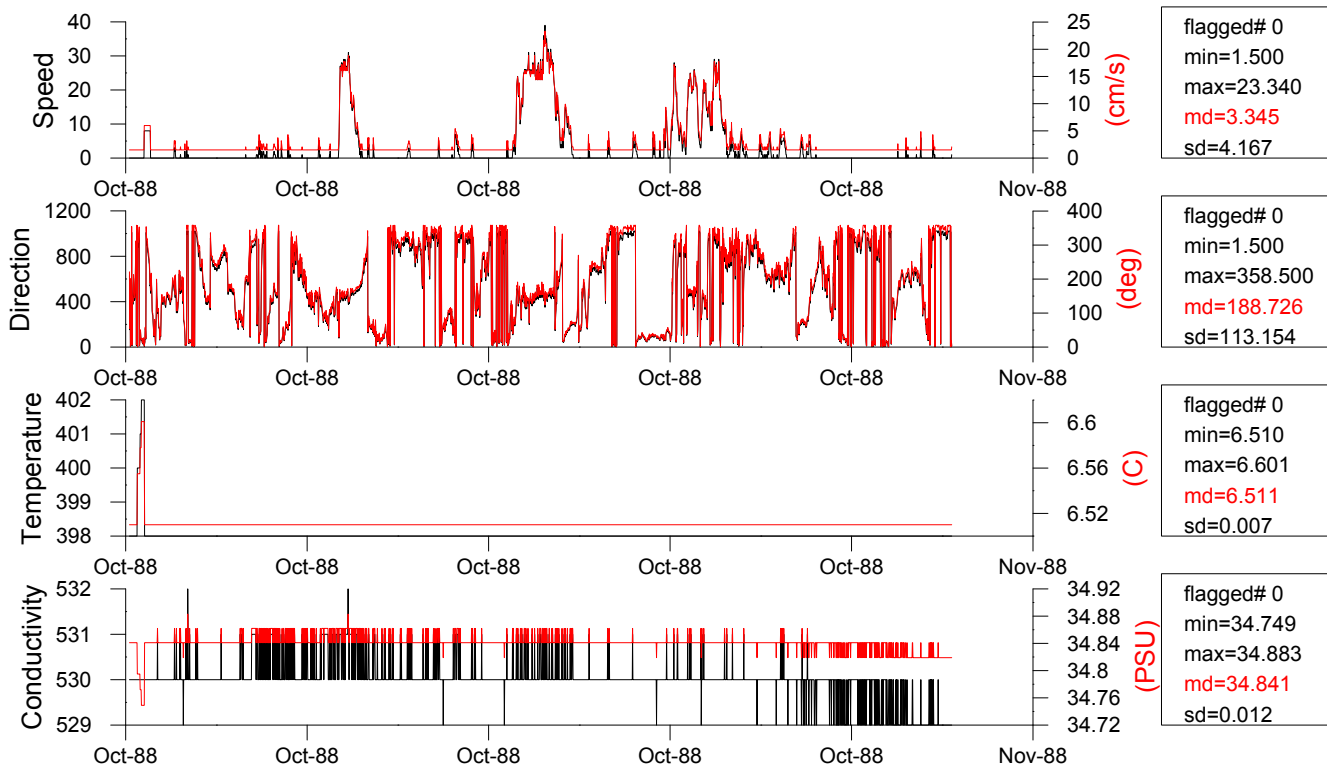 Speed
40
30
20
10
0
25
20
15
10
5
0
(cm/s)
Oct-88 Oct-88 Oct-88 Oct-88 Oct-88 Nov-88
flagged# 0
min=1.500
max=23.340
md=3.345
sd=4.167
Direction
1200
800
400
0
400
300
200
100
0
(deg)
Oct-88 Oct-88 Oct-88 Oct-88 Oct-88 Nov-88
flagged# 0
min=1.500
max=358.500
md=188.726
sd=113.154
Temperature
402
401
400
399
398
6.6
6.56
6.52
(C)
Oct-88 Oct-88 Oct-88 Oct-88 Oct-88 Nov-88
flagged# 0
min=6.510
max=6.601
md=6.511
sd=0.007
Conductivity
532
531
530
529
34.92
34.88
34.84
34.8
34.76
34.72
(PSU)
Oct-88 Oct-88 Oct-88 Oct-88 Oct-88 Nov-88
flagged# 0
min=34.749
max=34.883
md=34.841
sd=0.012